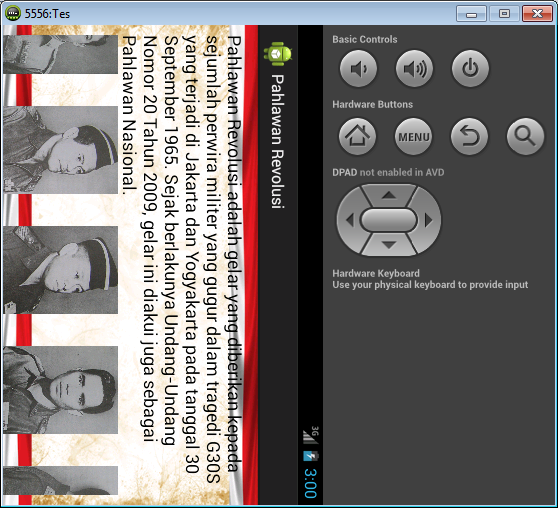 5556:Tes
3G
3:00
Pahlawan Revolusi
Pahlawan Revolusi adalah gelar yang diberikan kepada
sejumlah perwira militer yang gugur dalam tragedi G30S
yang terjadi di Jakarta dan Yogyakarta pada tanggal 30
September 1965. Sejak berlakunya Undang-Undang
Nomor 20 Tahun 2009, gelar ini diakui juga sebagai
Pahlawan Nasional.
Basic Controls
Hardware Buttons
MENU
DPAD not enabled in AVD
Hardware Keyboard
Use your physical keyboard to provide input